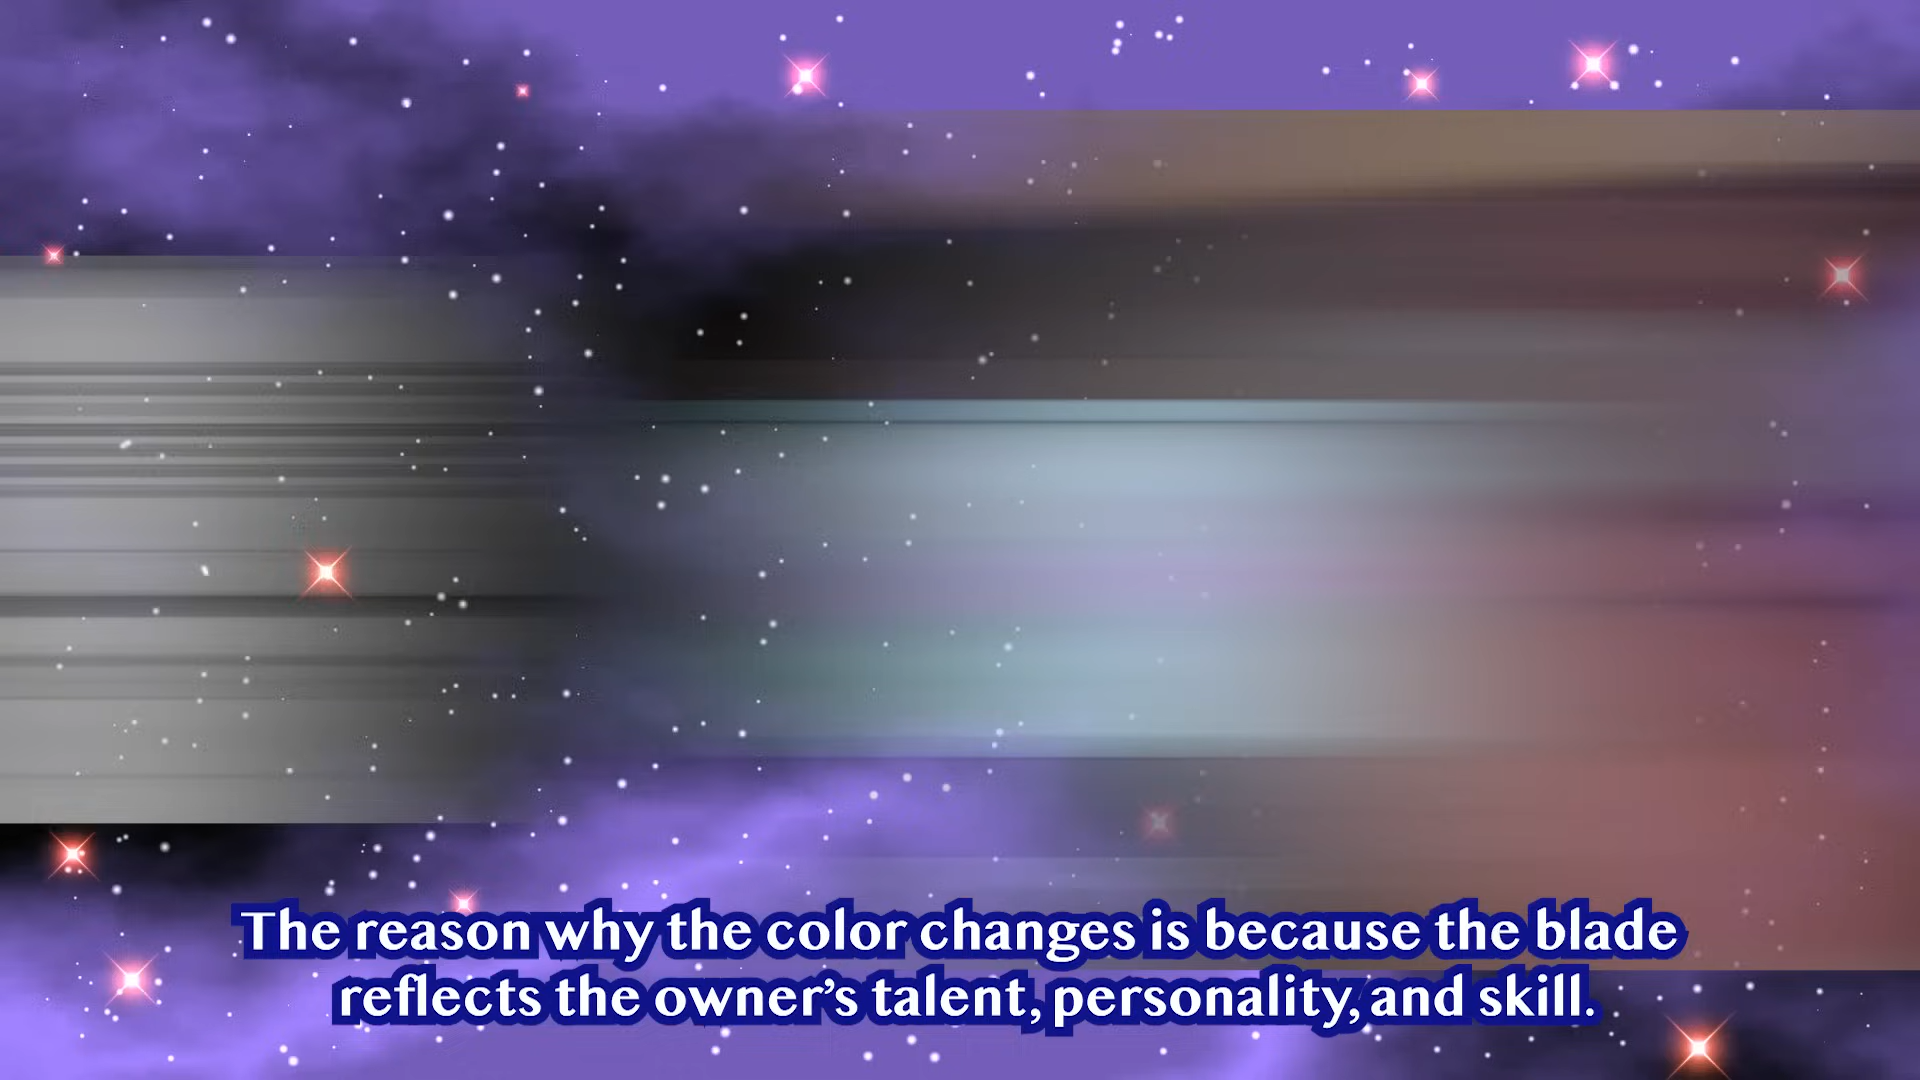 The reason why the color changes is because the blade
reflects the owner’s talent, personality, and skill.